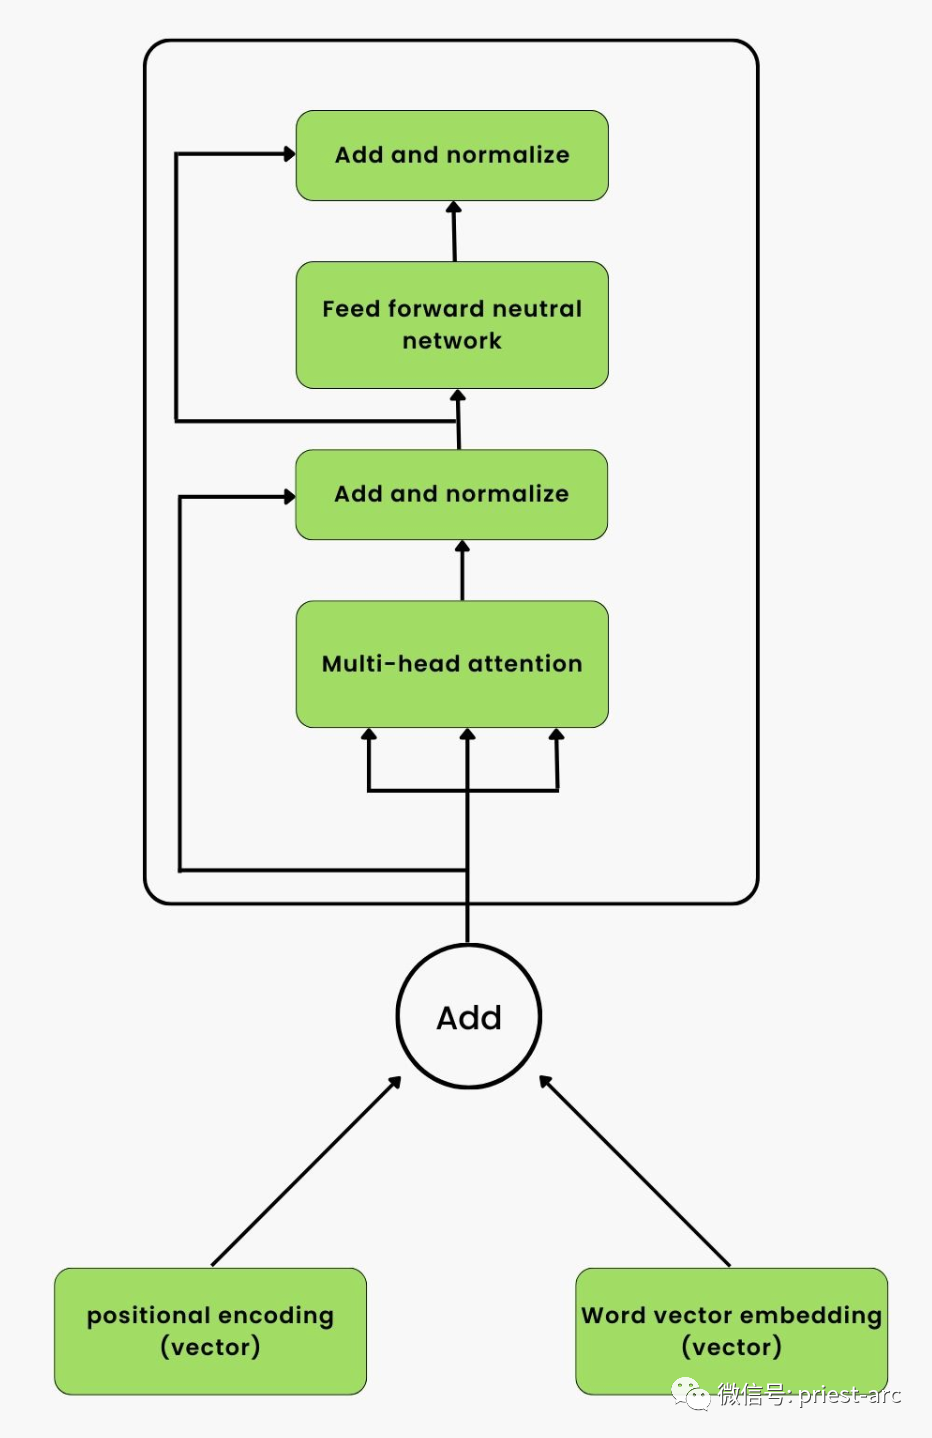 Add and normalize
Feed forward neutral
network
Add and normalize
Multi-head attention
Add
positional encoding
(vector)
Word vector embedding
(vector)
微信号: priest-arc